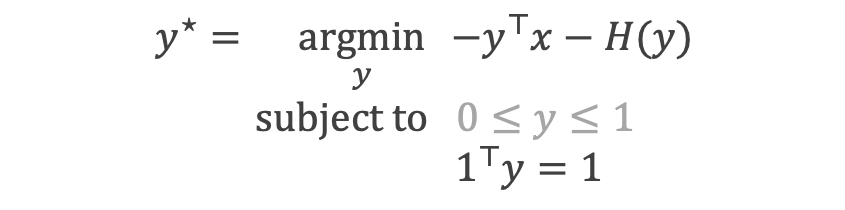 y⋆ = argmin −y⊤x − H(y)
y
subject to 0 ≤ y ≤ 1
1⊤y = 1